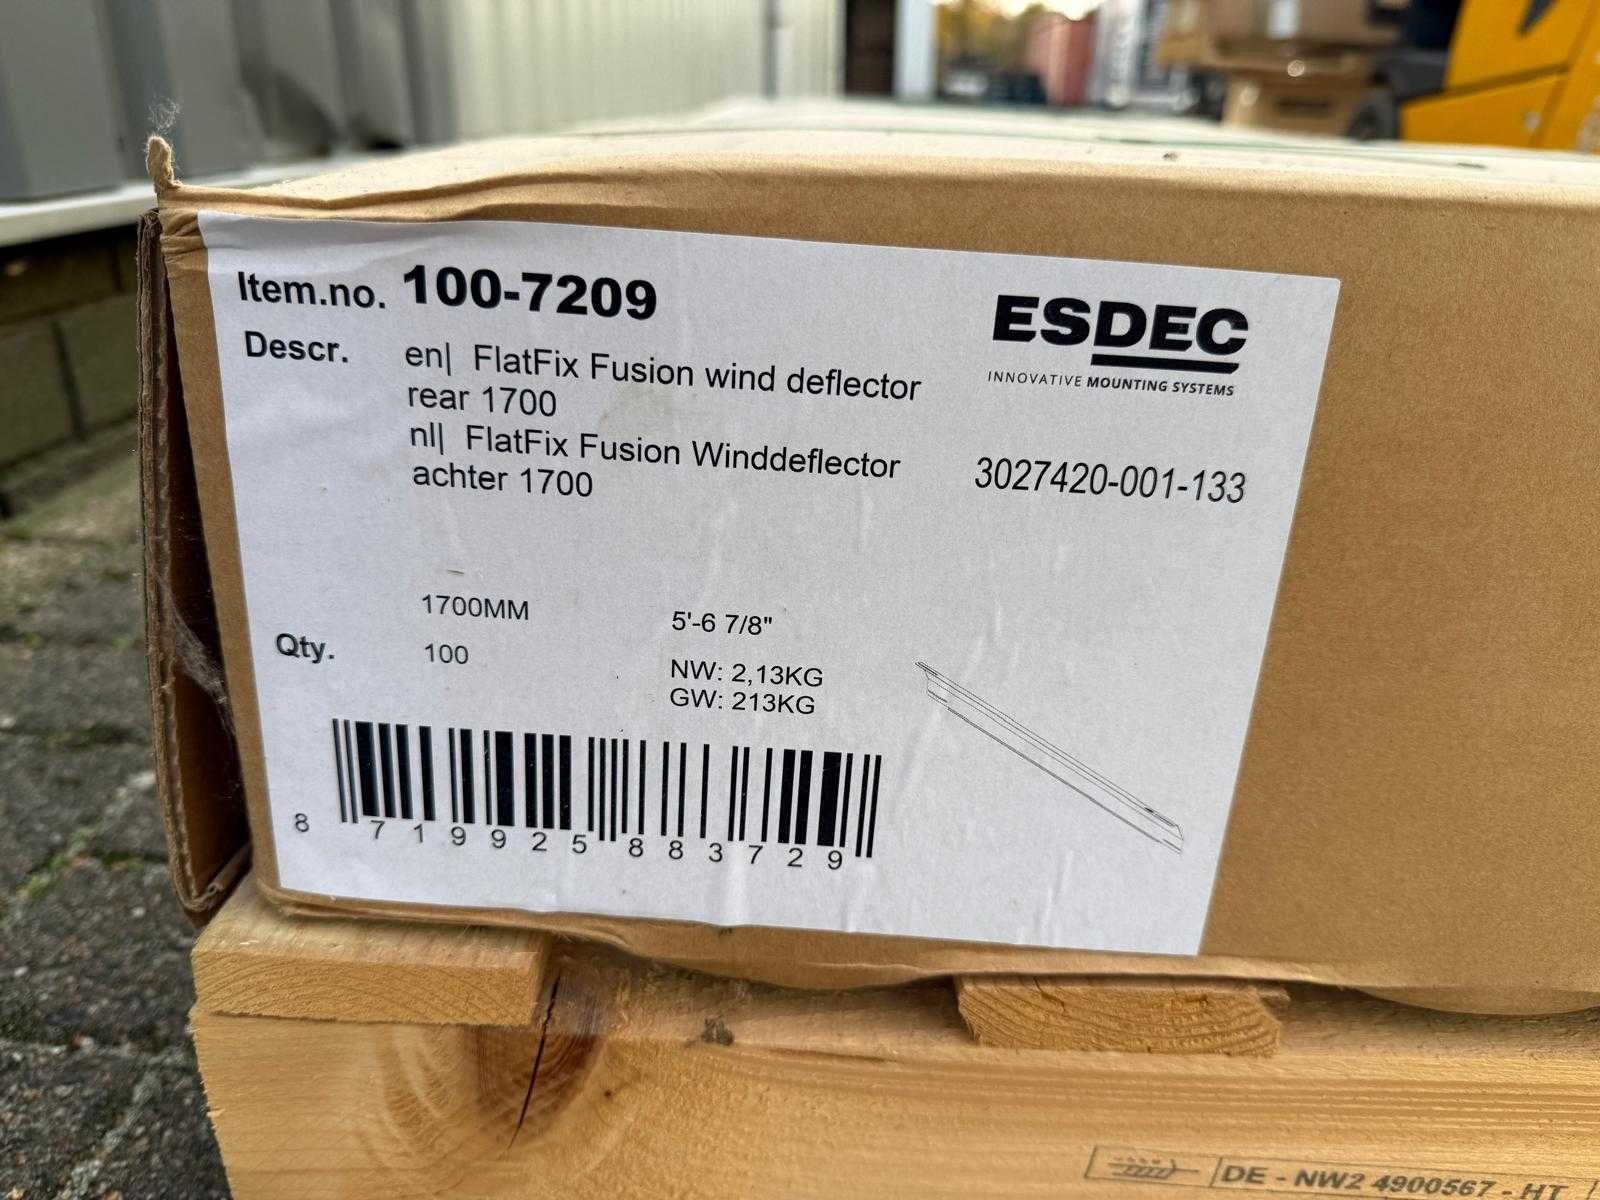 Item.no. 100-7209
ESDEC
INNOVATIVE MOUNTING SYSTEMS
Descr. en| FlatFix Fusion wind deflector
rear 1700
nl| FlatFix Fusion Winddeflector
achter 1700
3027420-001-133
1700MM 5'-6 7/8"
Qty. 100
NW: 2,13KG
GW: 213KG
8 719925 883729
DE - NW2 4900567 - HT